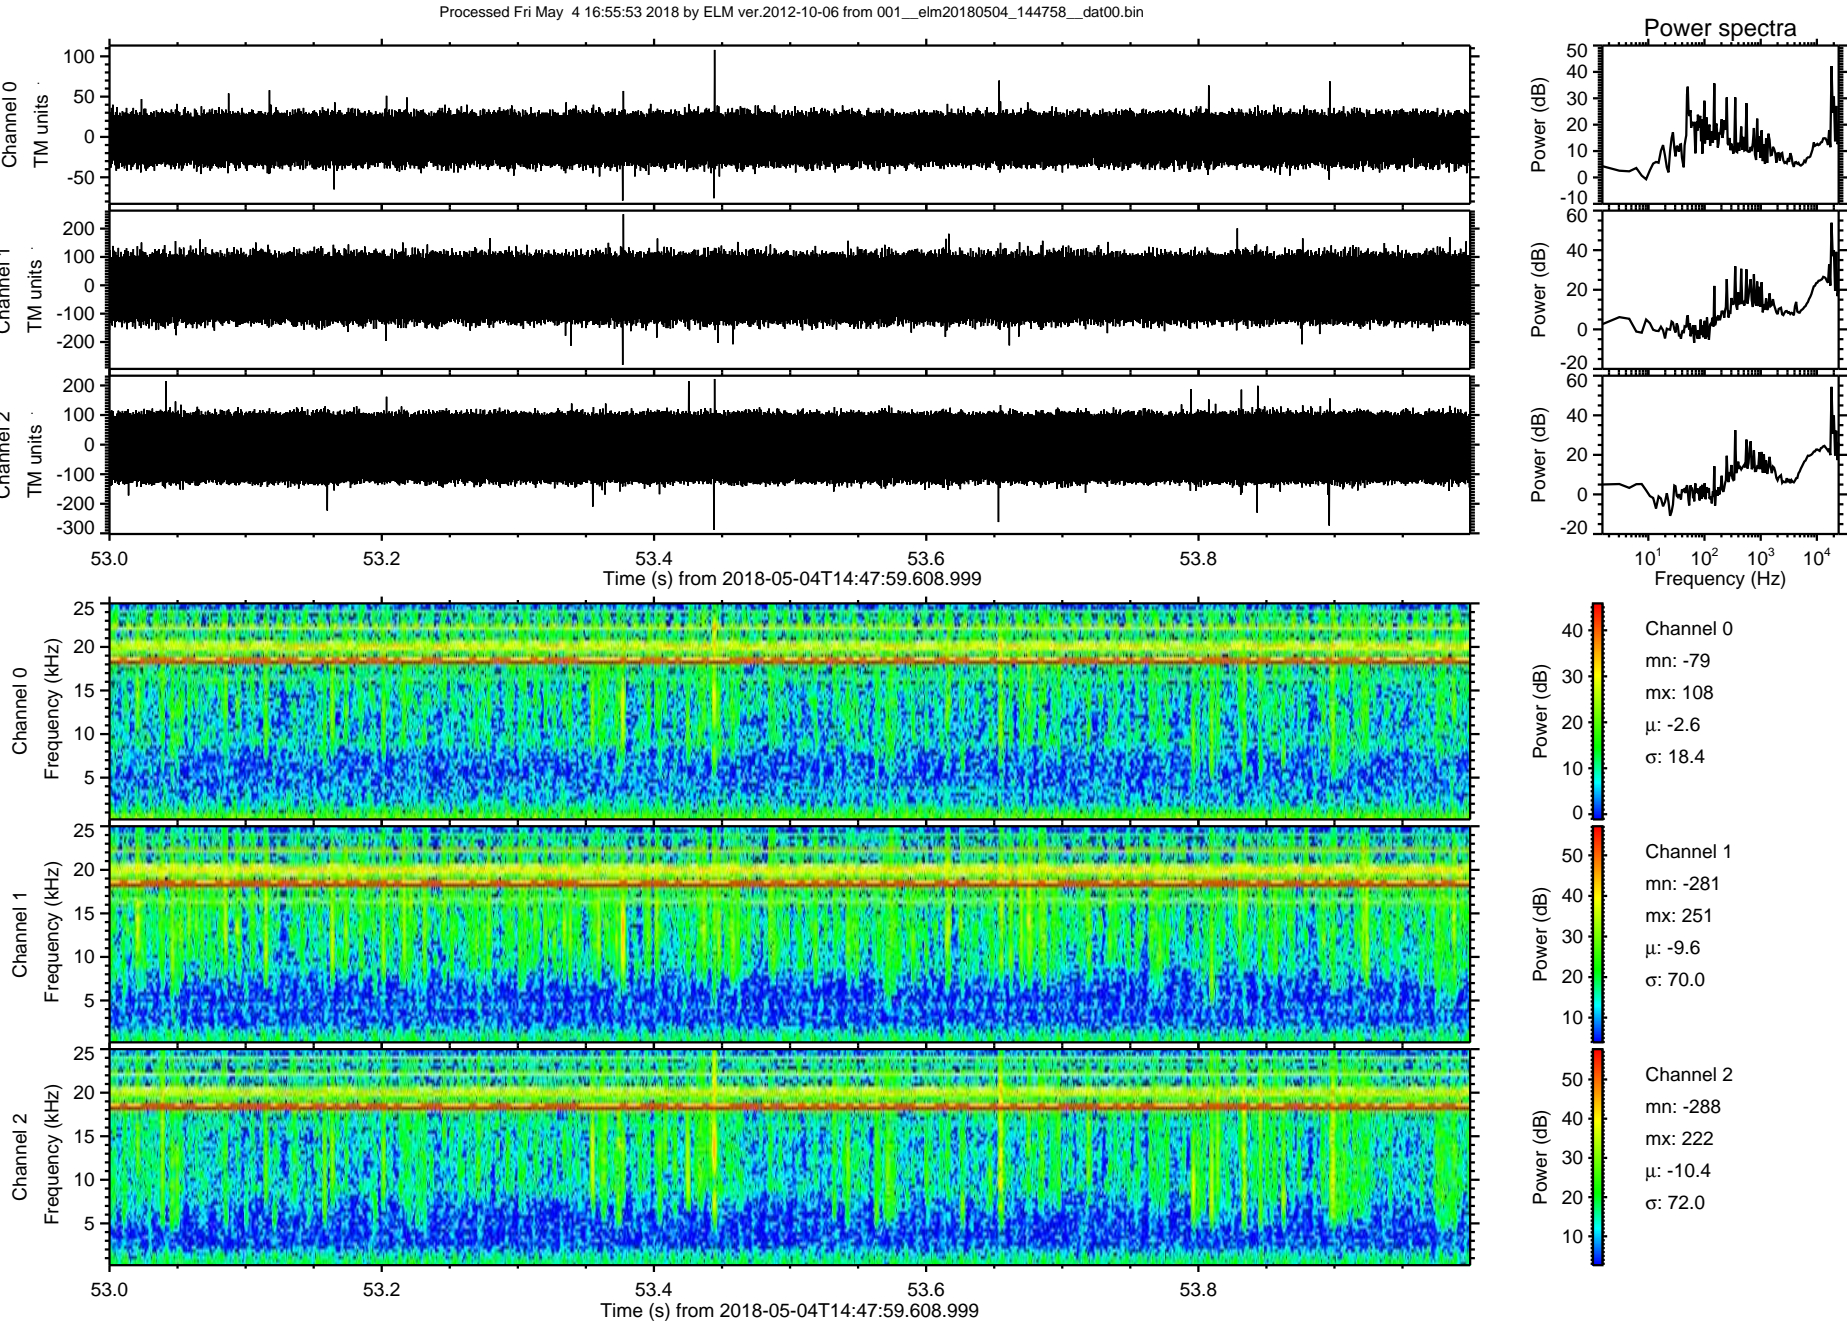 Processed Fri May  4 16:55:53 2018 by ELM ver.2012-10-06 from 001__elm20180504_144758__dat00.bin
Power spectra
Channel 0
TM units
100
50
0
-50
Power (dB)
50
40
30
20
10
0
-10
Channel 1
TM units
200
100
0
-100
-200
Power (dB)
60
40
20
0
-20
Channel 2
TM units
200
100
0
-100
-200
-300
Power (dB)
60
40
20
0
-20
53.0 53.2 53.4 53.6 53.8
Time (s) from 2018-05-04T14:47:59.608.999
10¹ 10² 10³ 10⁴
Frequency (Hz)
Channel 0
Frequency (kHz)
25
20
15
10
5
Power (dB)
40
30
20
10
0
Channel 0
mn: -79
mx: 108
μ: -2.6
σ: 18.4
Channel 1
Frequency (kHz)
25
20
15
10
5
Power (dB)
50
40
30
20
10
Channel 1
mn: -281
mx: 251
μ: -9.6
σ: 70.0
Channel 2
Frequency (kHz)
25
20
15
10
5
Power (dB)
50
40
30
20
10
Channel 2
mn: -288
mx: 222
μ: -10.4
σ: 72.0
53.0 53.2 53.4 53.6 53.8
Time (s) from 2018-05-04T14:47:59.608.999